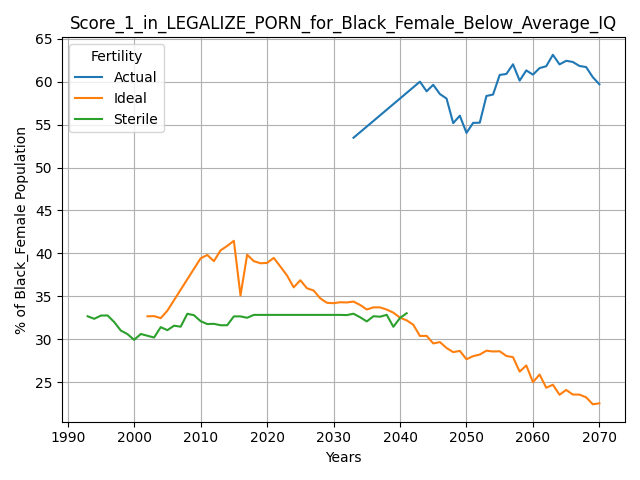 Score_1_in_LEGALIZE_PORN_for_Black_Female_Below_Average_IQ
Fertility
Actual
Ideal
Sterile
% of Black_Female Population
65
60
55
50
45
40
35
30
25
1990
2000
2010
2020
2030
2040
2050
2060
2070
Years